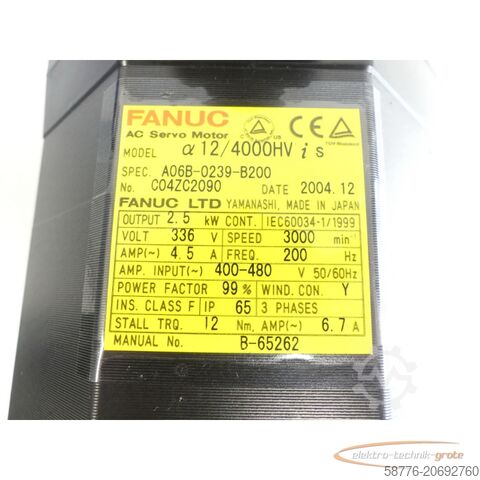 FANUC
AC Servo Motor
C US
CE
TÜV Rheinland
MODEL α12/4000HV i s
SPEC. A06B-0239-B200
No. C04ZC2090 DATE 2004.12
FANUC LTD YAMANASHI, MADE IN JAPAN
OUTPUT 2.5 kW CONT. IEC60034-1/1999
VOLT 336 V SPEED 3000 min⁻¹
AMP(~) 4.5 A FREQ. 200 Hz
AMP. INPUT(~) 400-480 V 50/60Hz
POWER FACTOR 99% WIND. CON. Y
INS. CLASS F IP 65 3 PHASES
STALL TRQ. 12 Nm, AMP(~) 6.7 A
MANUAL No. B-65262
elektro-technik-grote
58776-20692760